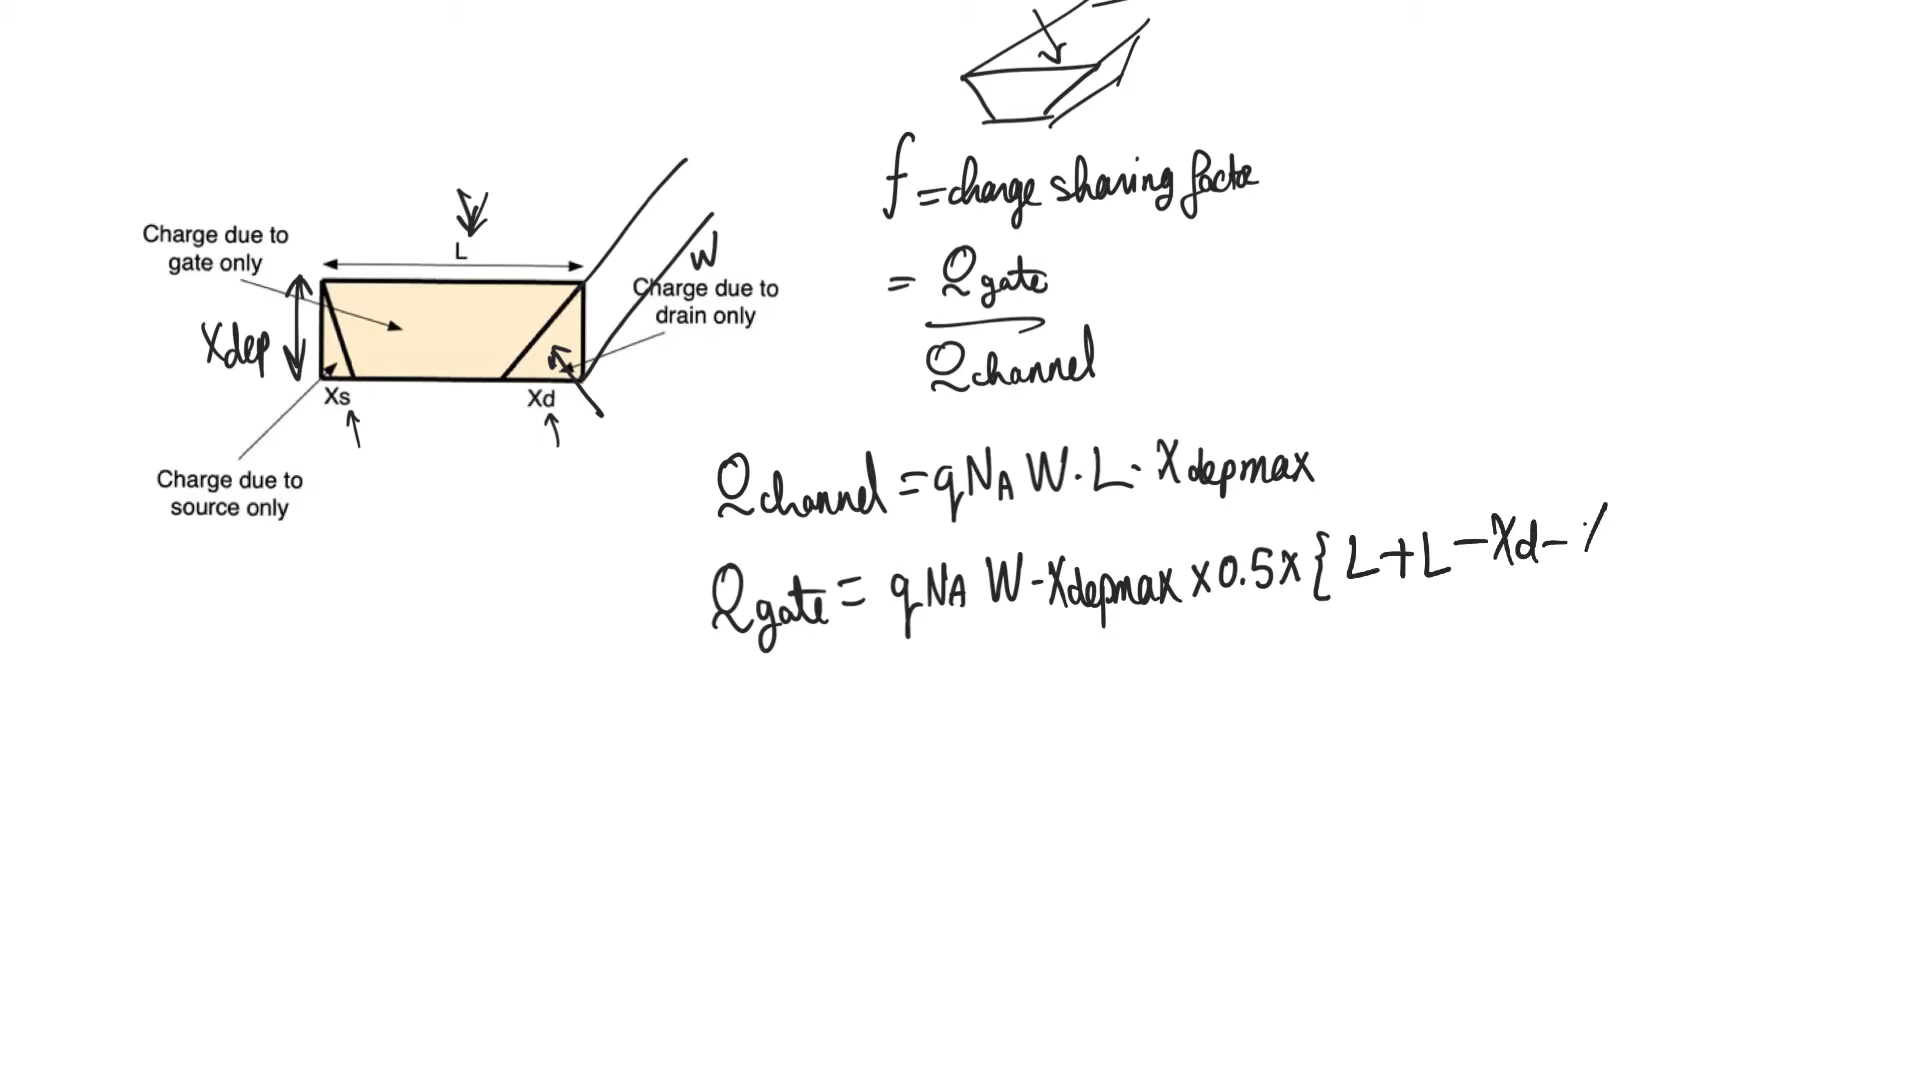 Charge due to
gate only
L
W
Charge due to
drain only
Xdep
Xs
Xd
Charge due to
source only
f = charge sharing factor
= Qgate
Qchannel
Qchannel = qNA W.L. Xdepmax
Qgate = qNA W-Xdepmax x 0.5x { L+L-Xd-